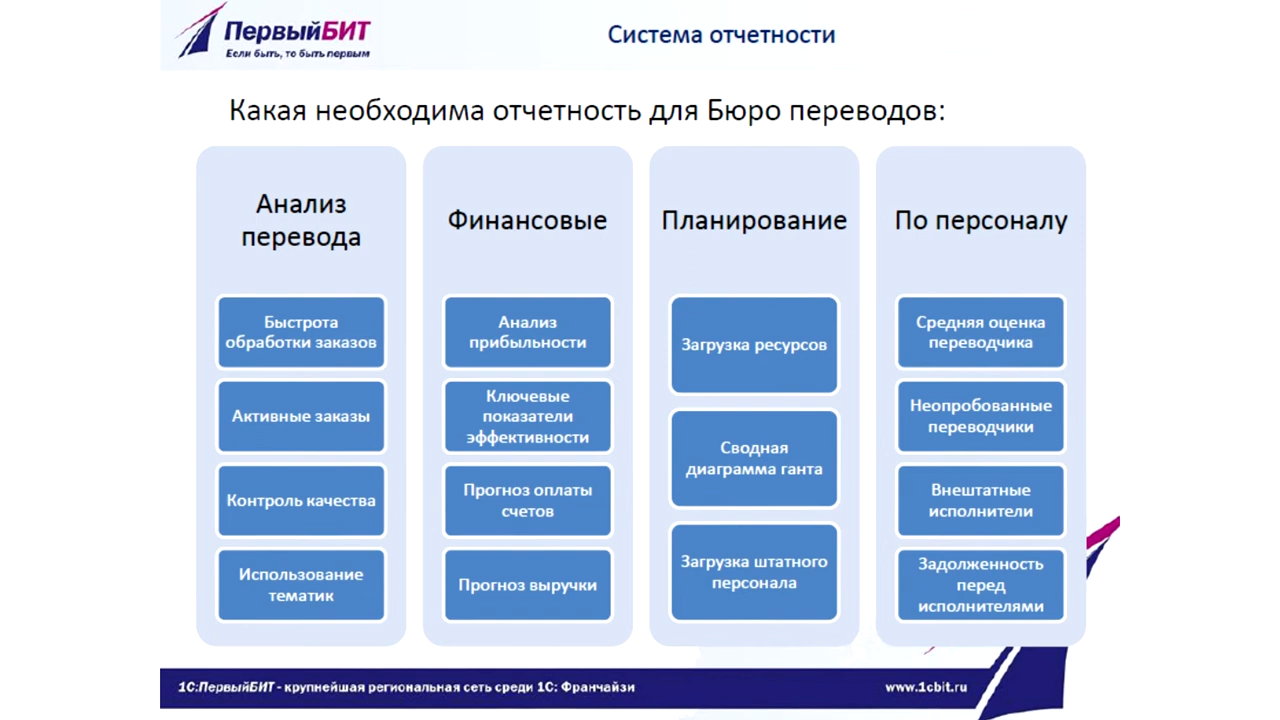 ПервыйБИТ
Если быть, то быть первым
Система отчетности
Какая необходима отчетность для Бюро переводов:
Анализ
перевода
Быстрота
обработки заказов
Активные заказы
Контроль качества
Использование
тематик
Финансовые
Анализ
прибыльности
Ключевые
показатели
эффективности
Прогноз оплаты
счетов
Прогноз выручки
Планирование
Загрузка ресурсов
Сводная
диаграмма ганта
Загрузка штатного
персонала
По персоналу
Средняя оценка
переводчика
Неопробованные
переводчики
Внештатные
исполнители
Задолженность
перед
исполнителями
1С:ПервыйБИТ - крупнейшая региональная сеть среди 1С: Франчайзи
www.1cbit.ru